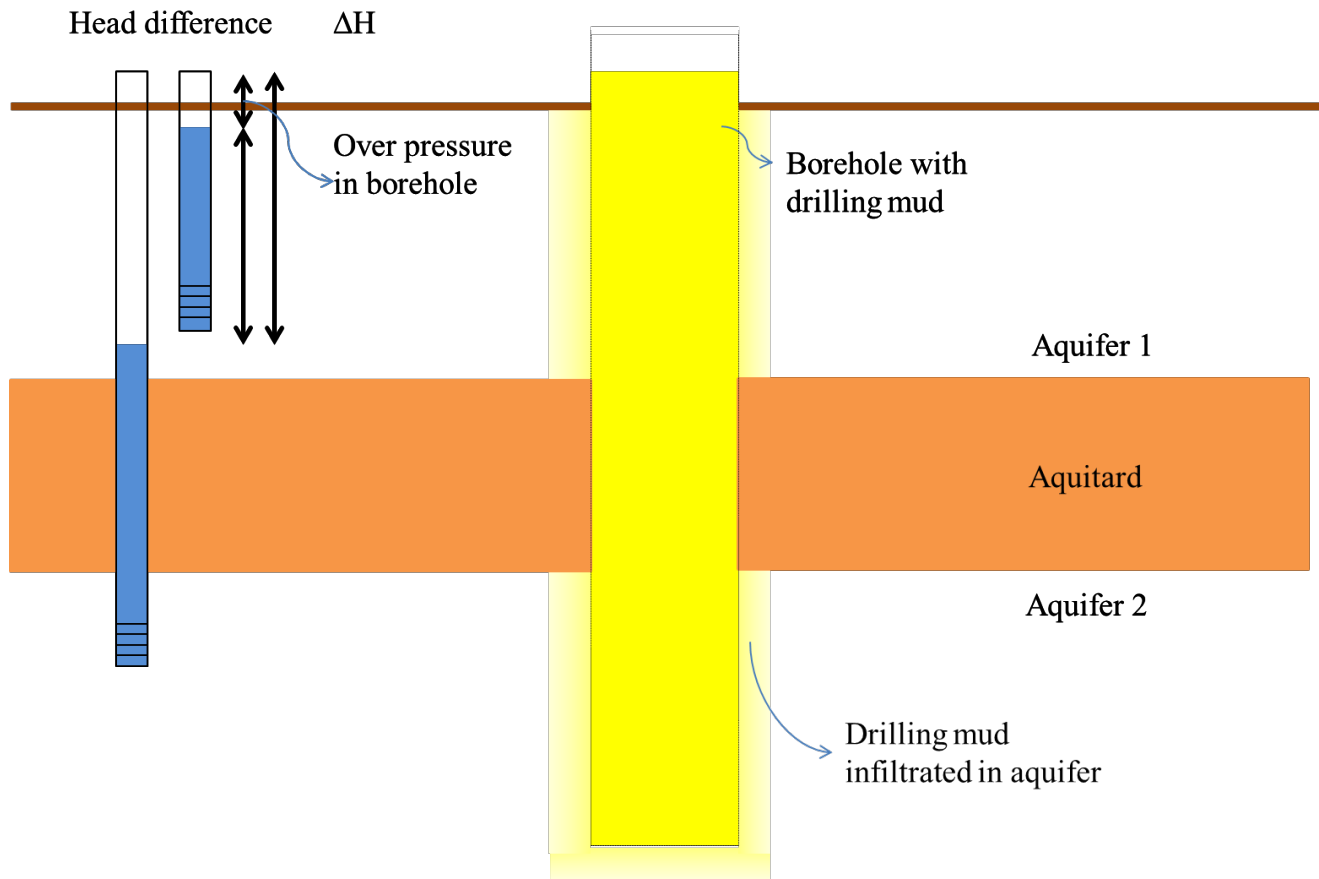 Head difference ΔH
Over pressure
in borehole
Borehole with
drilling mud
Aquifer 1
Aquitard
Aquifer 2
Drilling mud
infiltrated in aquifer